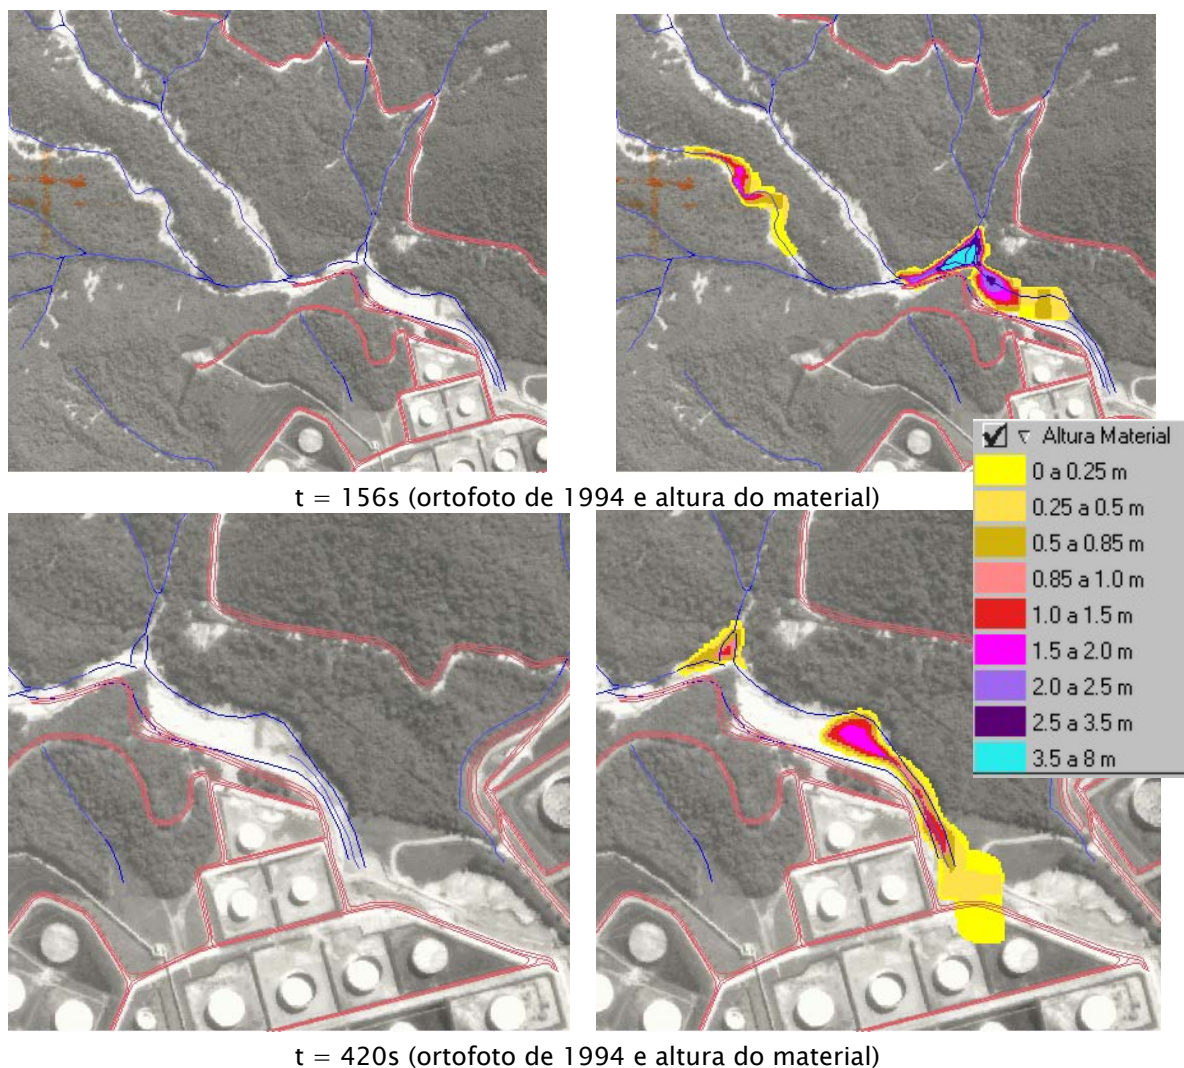 t = 156s (ortofoto de 1994 e altura do material)
Altura Material
0 a 0.25 m
0.25 a 0.5 m
0.5 a 0.85 m
0.85 a 1.0 m
1.0 a 1.5 m
1.5 a 2.0 m
2.0 a 2.5 m
2.5 a 3.5 m
3.5 a 8 m
t = 420s (ortofoto de 1994 e altura do material)